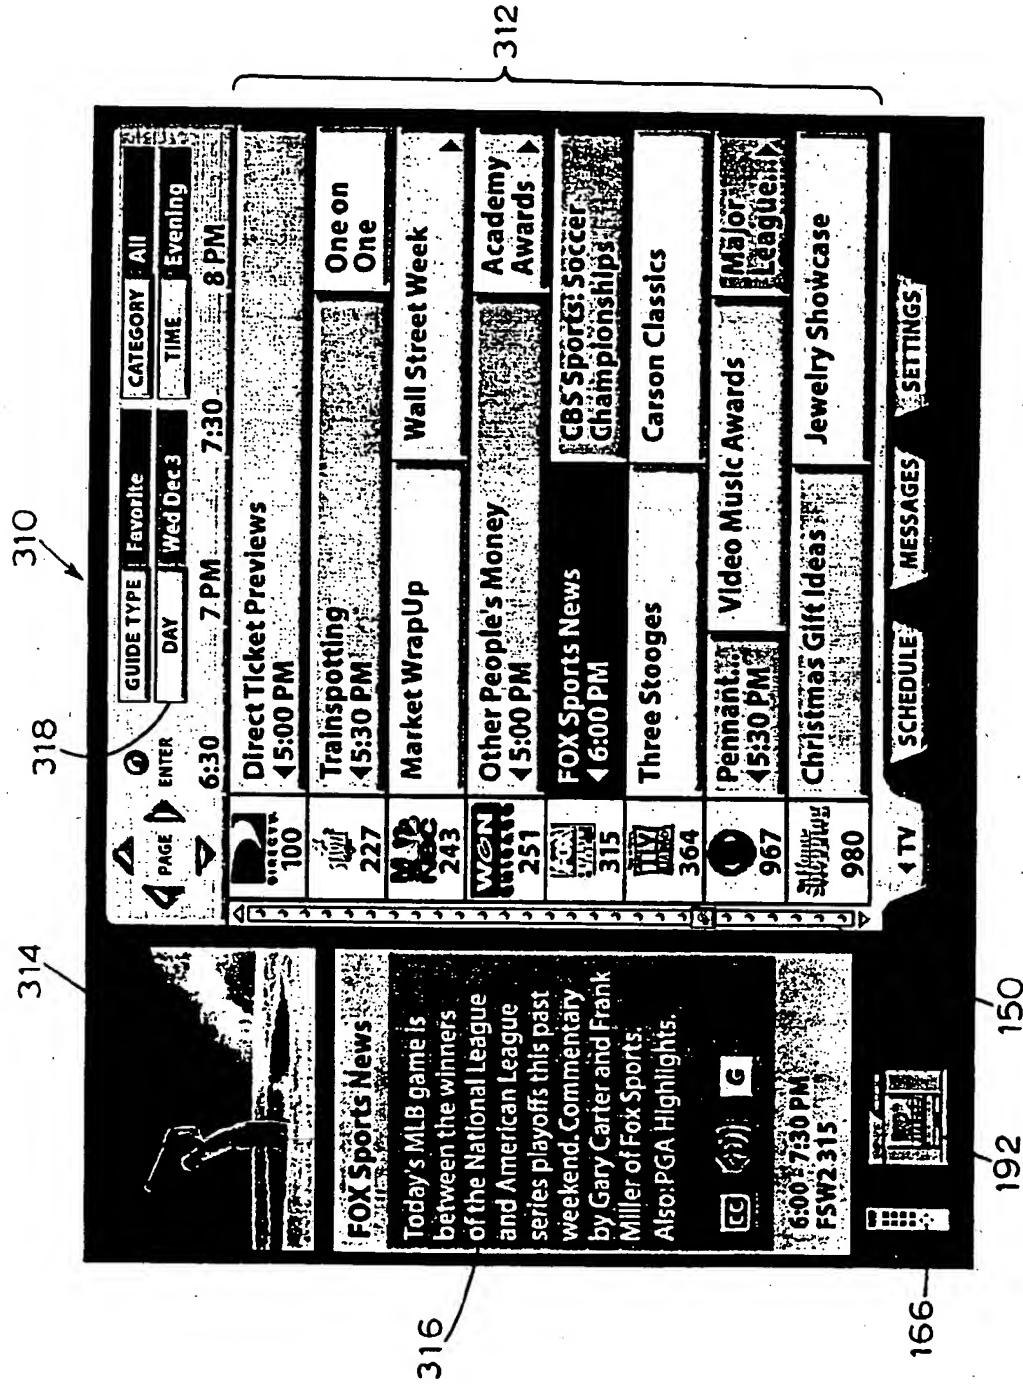 310
314
318
312
316
166
192
150
PAGE
ENTER
GUIDE TYPE Favorite
CATEGORY All
DAY Wed Dec 3
TIME Evening
6:30 7 PM 7:30 8 PM
DIRECTV
100
Direct Ticket Previews
◀5:00 PM
227
Trainspotting
◀5:30 PM
One on
One
243
Market WrapUp
Wall Street Week ▶
WGN
251
Other People's Money
◀5:00 PM
Academy
Awards ▶
FOX
315
FOX Sports News
◀6:00 PM
CBS Sports: Soccer
Championships
364
Three Stooges
Carson Classics
967
Pennant...
◀5:30 PM
Video Music Awards
Major
League... ▶
980
Christmas Gift Ideas
Jewelry Showcase
◀TV
SCHEDULE
MESSAGES
SETTINGS
FOX Sports News
Today's MLB game is
between the winners
of the National League
and American League
series playoffs this past
weekend. Commentary
by Gary Carter and Frank
Miller of Fox Sports.
Also: PGA Highlights.
CC
G
6:00 - 7:30 PM
FSW2 315